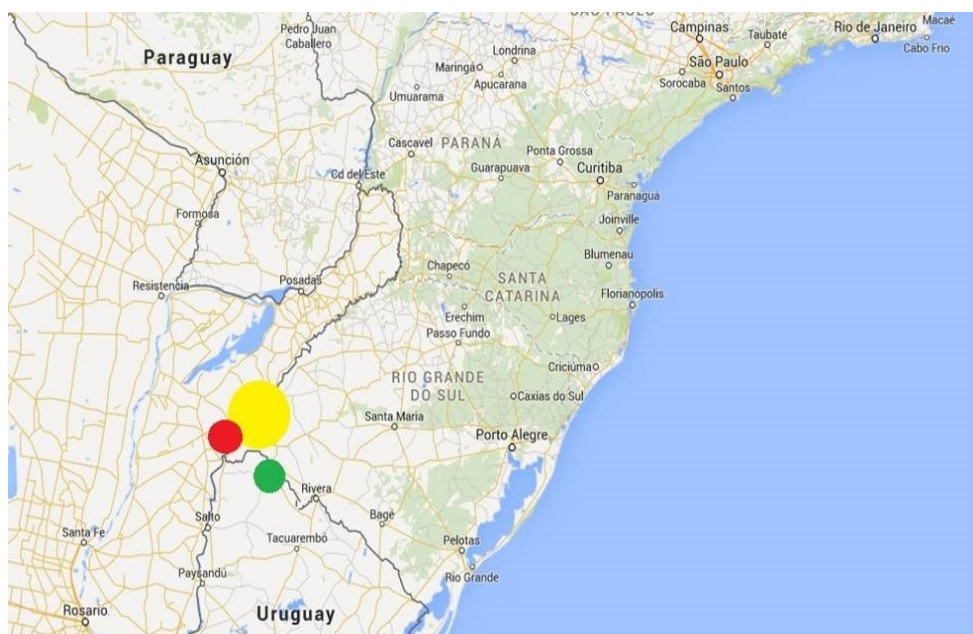 SÃO PAULO
Campinas
Rio de Janeiro
Macaé
Cabo Frio
Taubaté
Pedro Juan
Caballero
Paraguay
Londrina
Maringá
Apucarana
Umuarama
São Paulo
Sorocaba
Santos
Cascavel
PARANÁ
Ponta Grossa
Asunción
Cd del Este
Guarapuava
Curitiba
Paranaguá
Formosa
Joinville
Blumenau
Chapecó
SANTA
CATARINA
Posadas
Resistencia
Florianópolis
Erechim
Lages
Passo Fundo
Criciúma
RIO GRANDE
DO SUL
Caxias do Sul
Santa Maria
Porto Alegre
Rivera
Salto
Bagé
Santa Fe
Tacuarembó
Pelotas
Paysandú
Rio Grande
Rosario
Uruguay